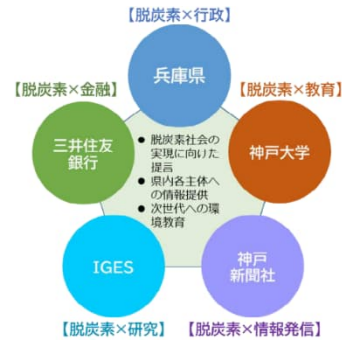 【脱炭素×行政】
兵庫県
【脱炭素×金融】
【脱炭素×教育】
三井住友
銀行
● 脱炭素社会の
実現に向けた
提言
● 県内各主体へ
の情報提供
● 次世代への環
境教育
神戸大学
IGES
神戸
新聞社
【脱炭素×研究】
【脱炭素×情報発信】